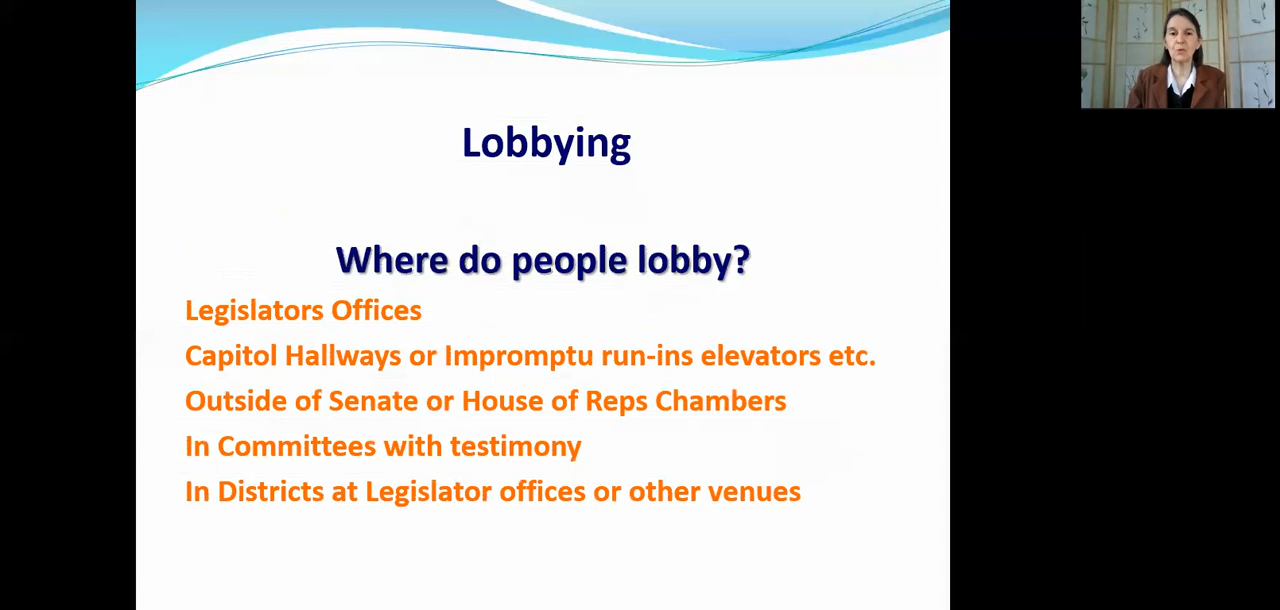 Lobbying
Where do people lobby?
Legislators Offices
Capitol Hallways or Impromptu run-ins elevators etc.
Outside of Senate or House of Reps Chambers
In Committees with testimony
In Districts at Legislator offices or other venues